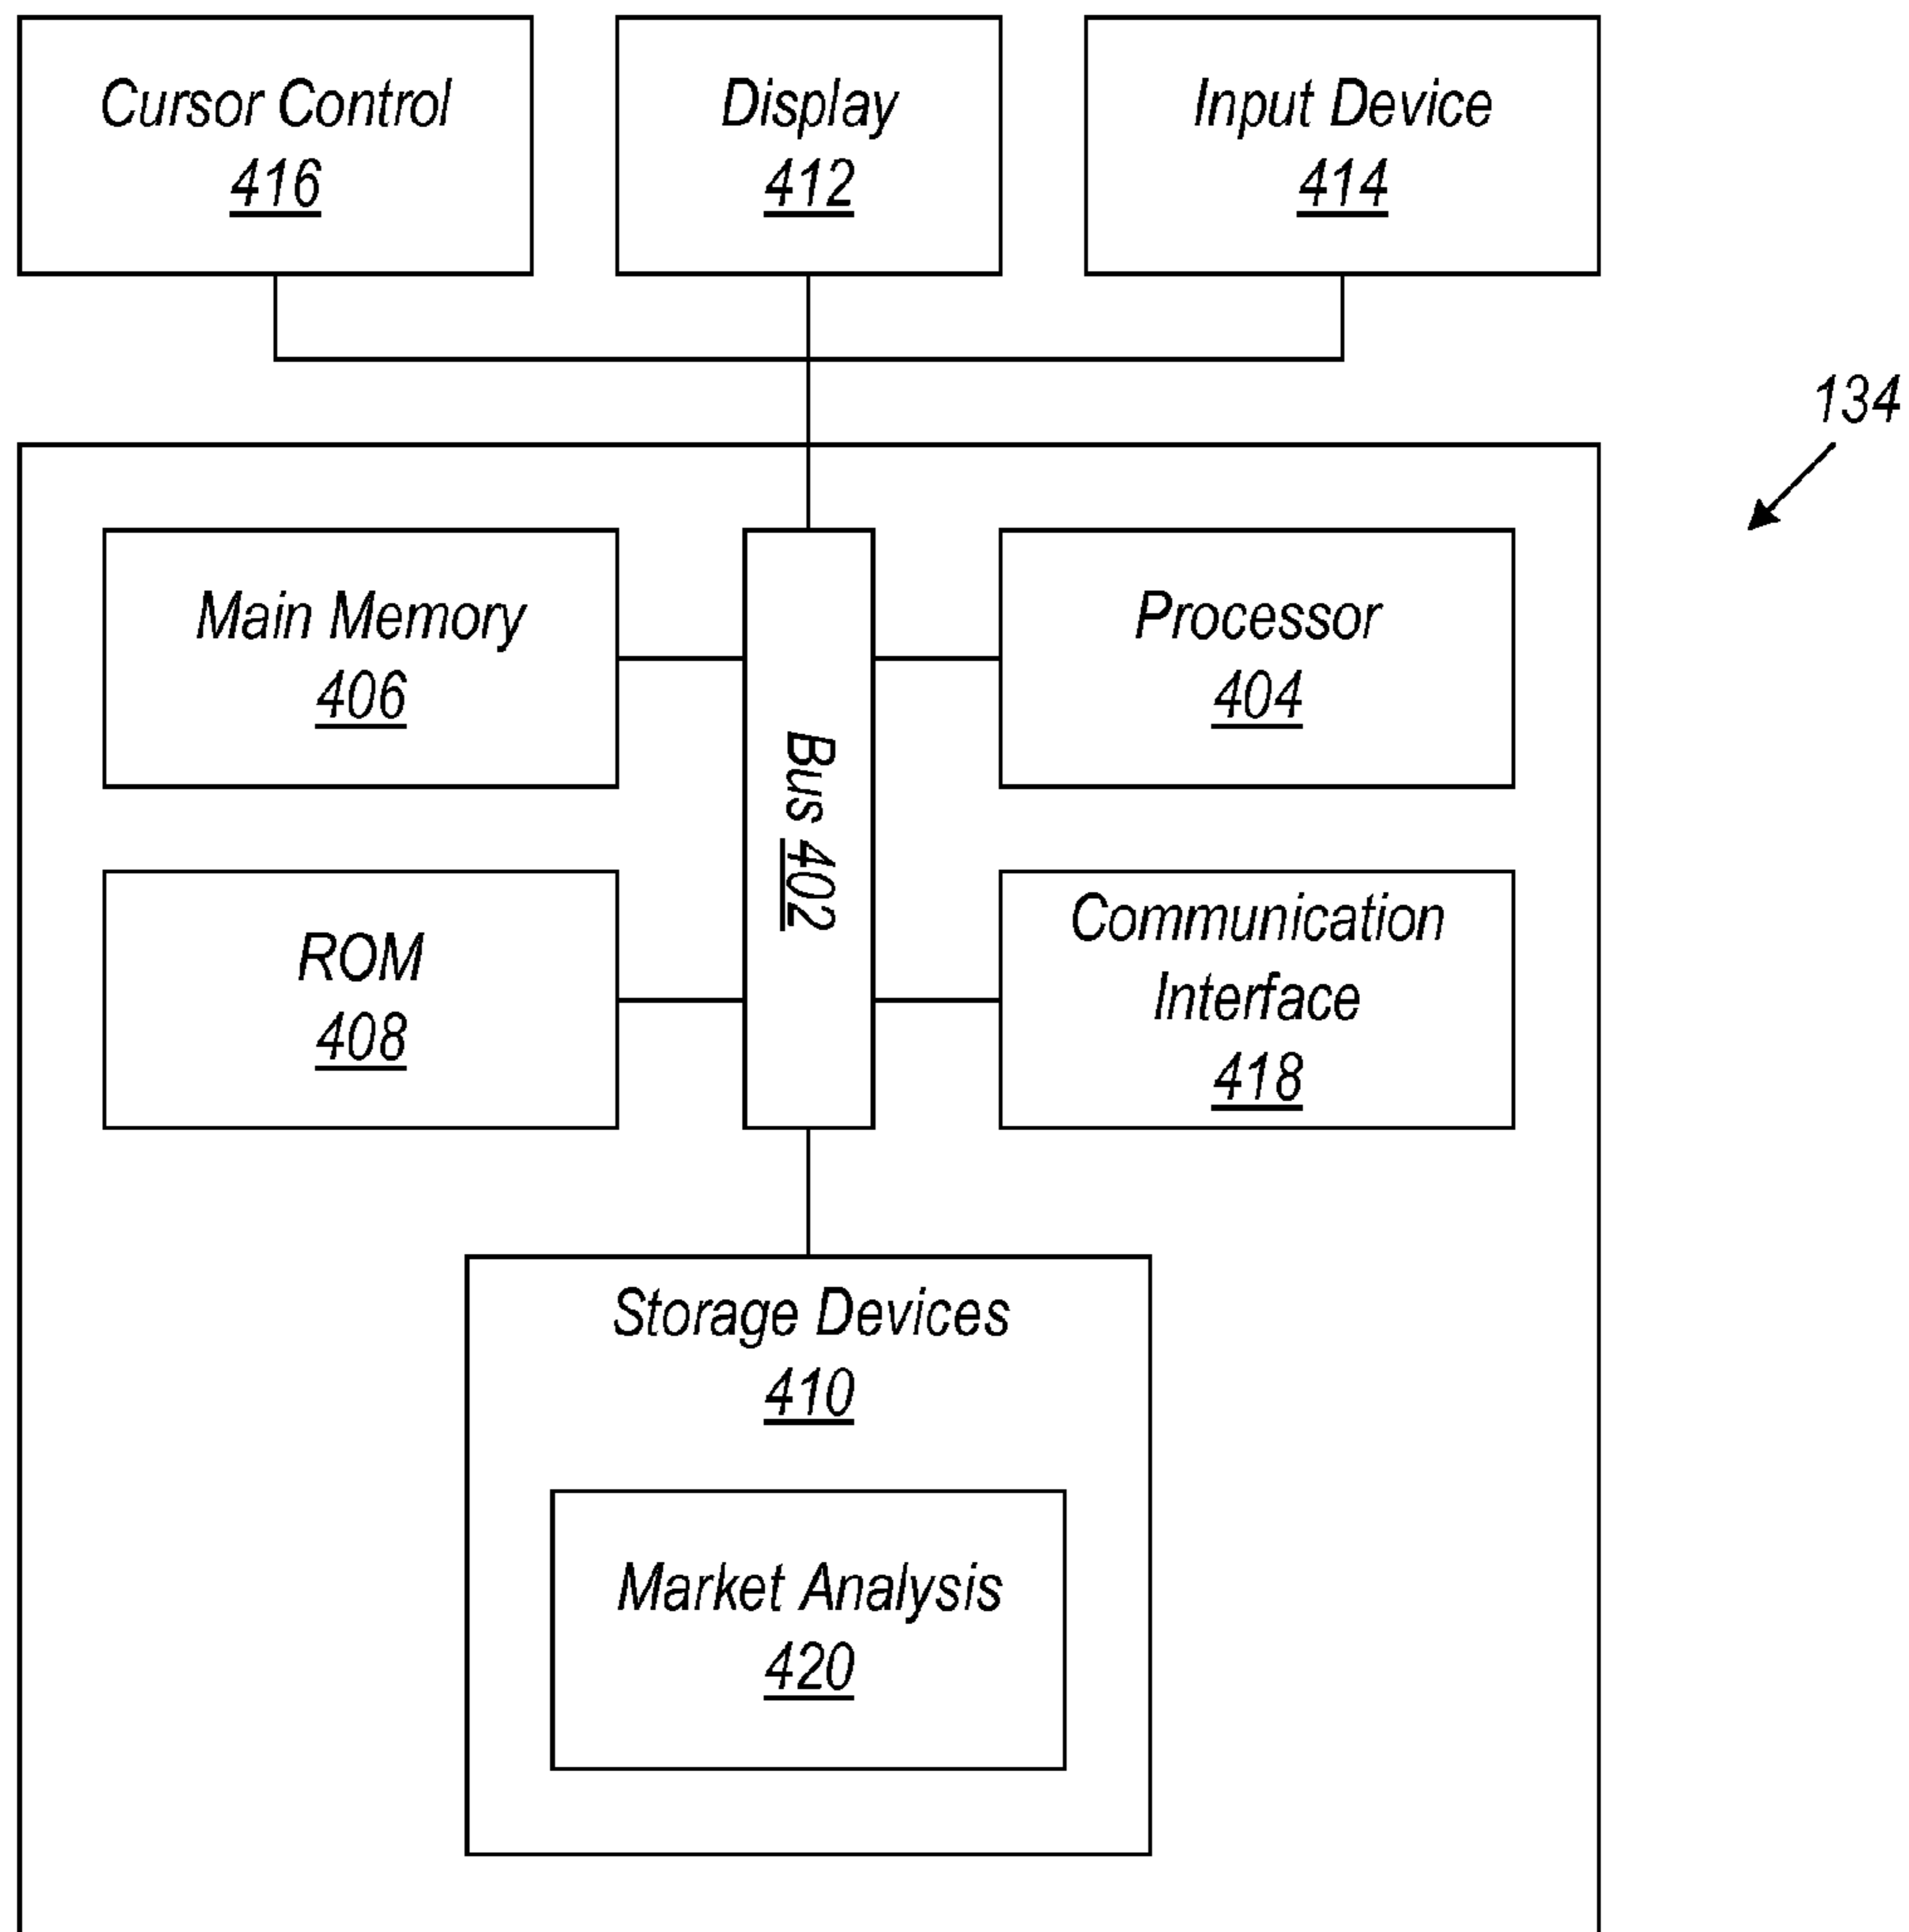 Cursor Control
416
Display
412
Input Device
414
134
Main Memory
406
Processor
404
Bus 402
ROM
408
Communication
Interface
418
Storage Devices
410
Market Analysis
420